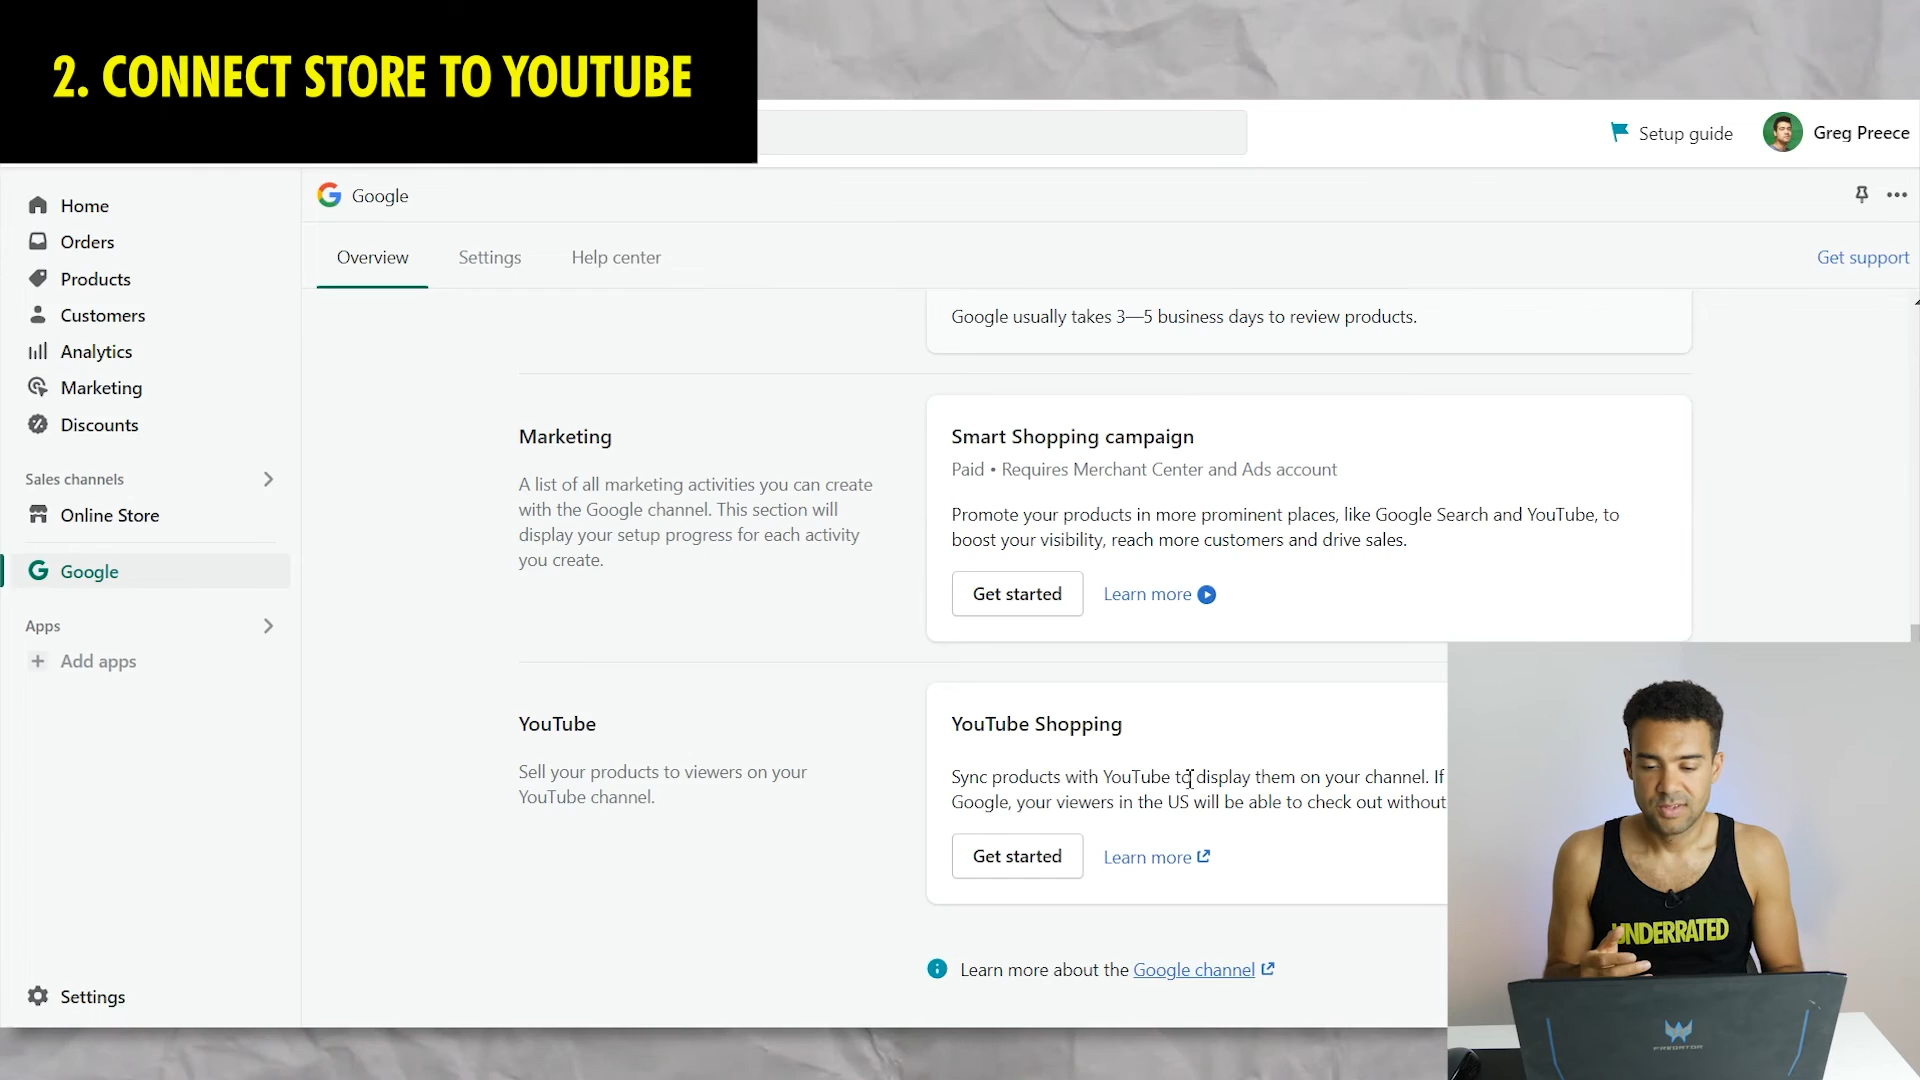 2. CONNECT STORE TO YOUTUBE
Setup guide
Greg Preece
Home
Orders
Products
Customers
Analytics
Marketing
Discounts
Sales channels
Online Store
Google
Apps
Add apps
Settings
Google
Overview
Settings
Help center
Get support
Google usually takes 3—5 business days to review products.
Marketing
A list of all marketing activities you can create
with the Google channel. This section will
display your setup progress for each activity
you create.
Smart Shopping campaign
Paid • Requires Merchant Center and Ads account
Promote your products in more prominent places, like Google Search and YouTube, to
boost your visibility, reach more customers and drive sales.
Get started
Learn more
YouTube
Sell your products to viewers on your
YouTube channel.
YouTube Shopping
Sync products with YouTube to display them on your channel. If
Google, your viewers in the US will be able to check out without
Get started
Learn more
Learn more about the Google channel
UNDERRATED
PREDATOR